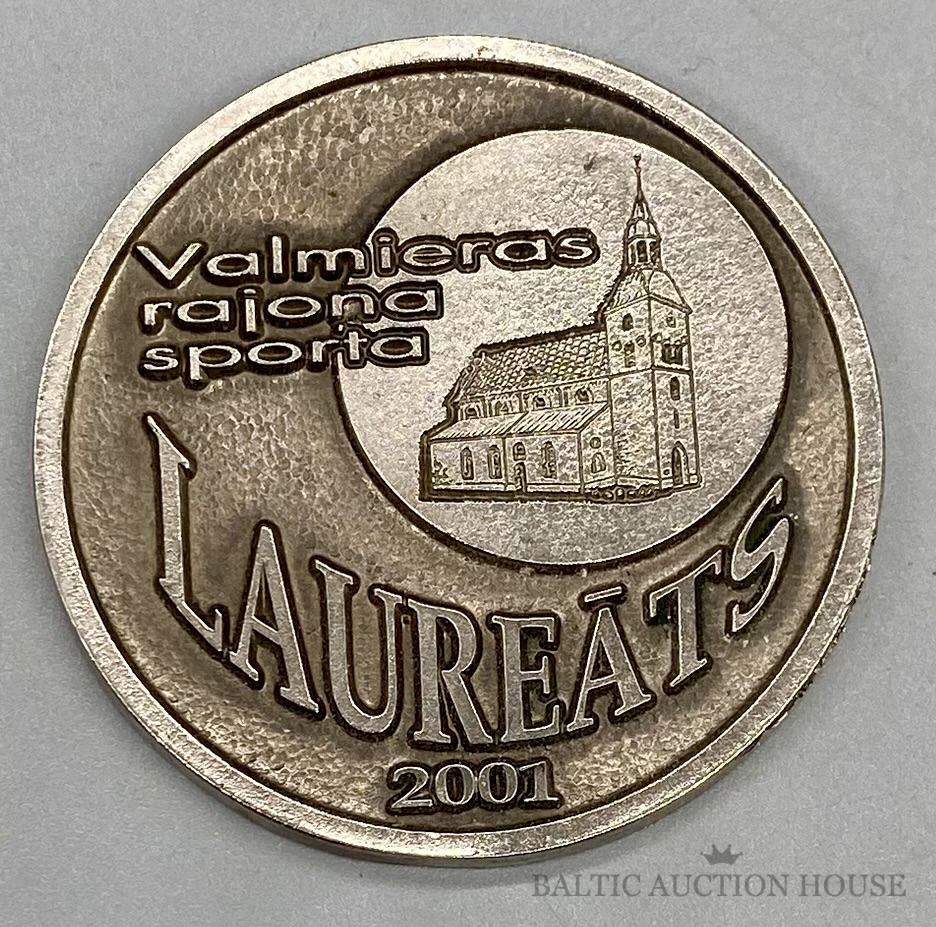 Valmieras
rajona
sporta
LAUREĀTS
2001
BALTIC AUCTION HOUSE